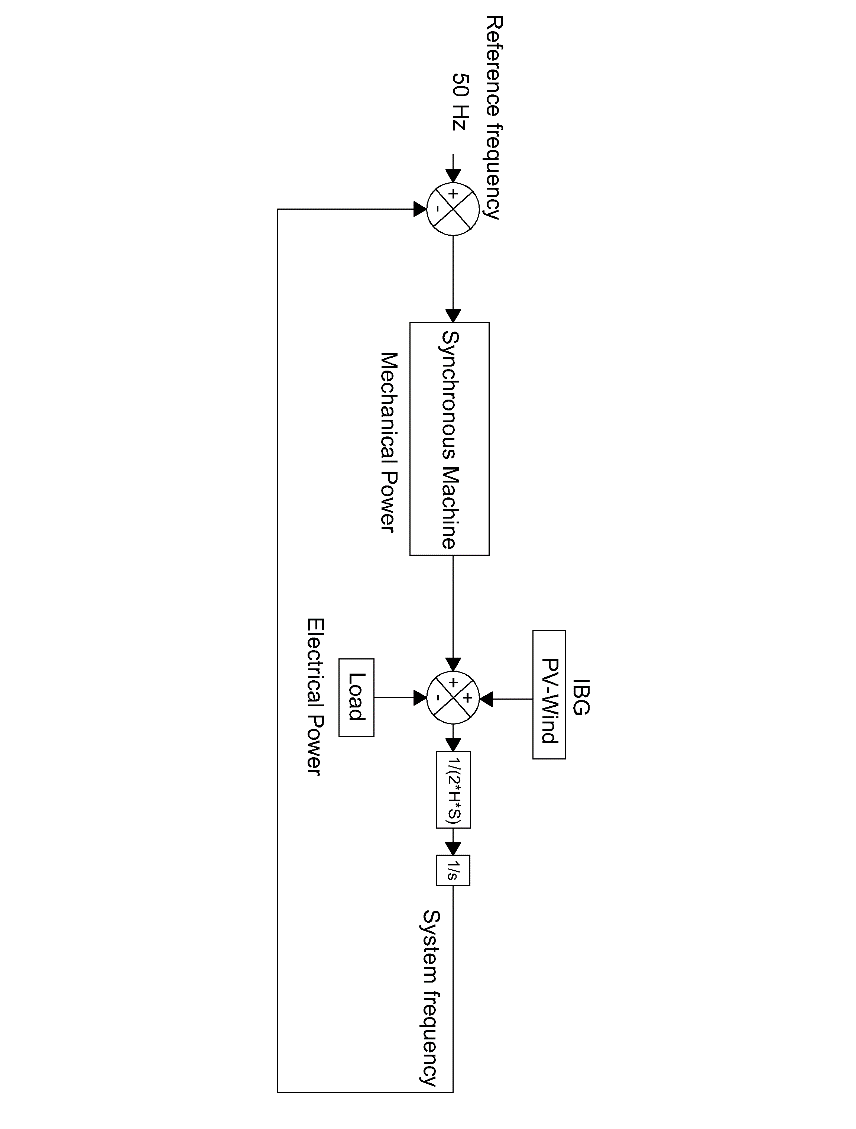 Reference frequency
50 Hz
+
-
Synchronous Machine
Mechanical Power
IBG
PV-Wind
+
+
-
Load
Electrical Power
1/(2*H*S)
1/s
System frequency